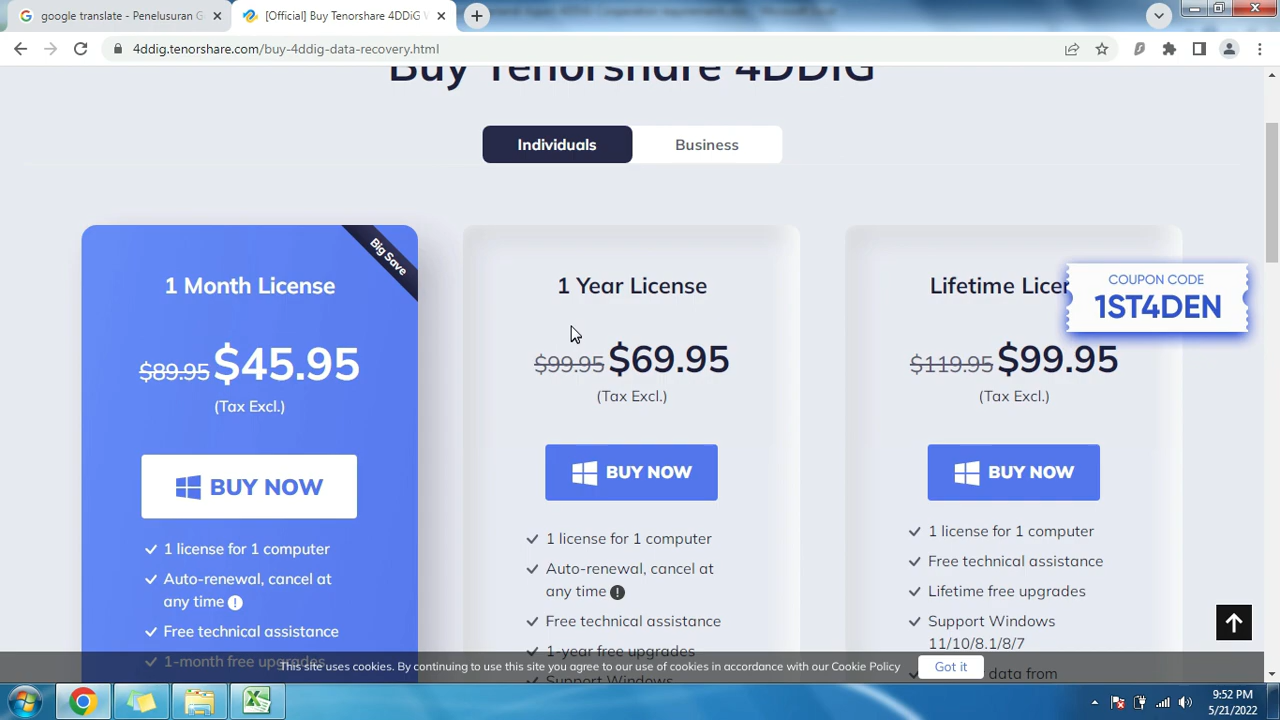 google translate - Penelusuran G
[Official] Buy Tenorshare 4DDiG W
4ddig.tenorshare.com/buy-4ddig-data-recovery.html
Buy Tenorshare 4DDiG
Individuals
Business
Big Save
1 Month License
$89.95 $45.95
(Tax Excl.)
BUY NOW
1 license for 1 computer
Auto-renewal, cancel at
any time
Free technical assistance
1-month free upgrades
1 Year License
$99.95 $69.95
(Tax Excl.)
BUY NOW
1 license for 1 computer
Auto-renewal, cancel at
any time
Free technical assistance
1-year free upgrades
Support Windows
Lifetime Licen
$119.95 $99.95
(Tax Excl.)
BUY NOW
1 license for 1 computer
Free technical assistance
Lifetime free upgrades
Support Windows
11/10/8.1/8/7
data from
COUPON CODE
1ST4DEN
This site uses cookies. By continuing to use this site you agree to our use of cookies in accordance with our Cookie Policy
Got it
9:52 PM
5/21/2022